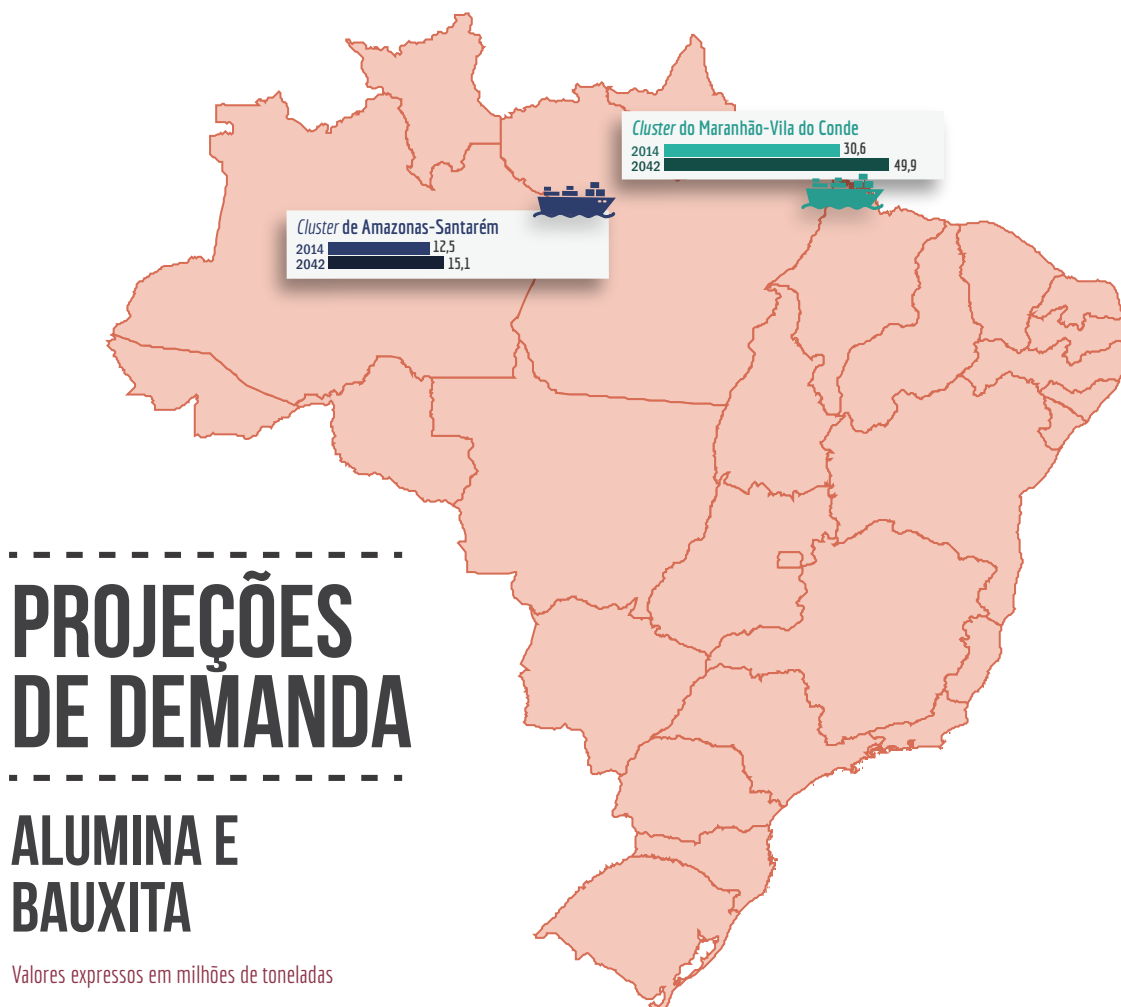 Cluster do Maranhão-Vila do Conde
2014 30,6
2042 49,9
Cluster de Amazonas-Santarém
2014 12,5
2042 15,1
PROJEÇÕES
DE DEMANDA
ALUMINA E
BAUXITA
Valores expressos em milhões de toneladas